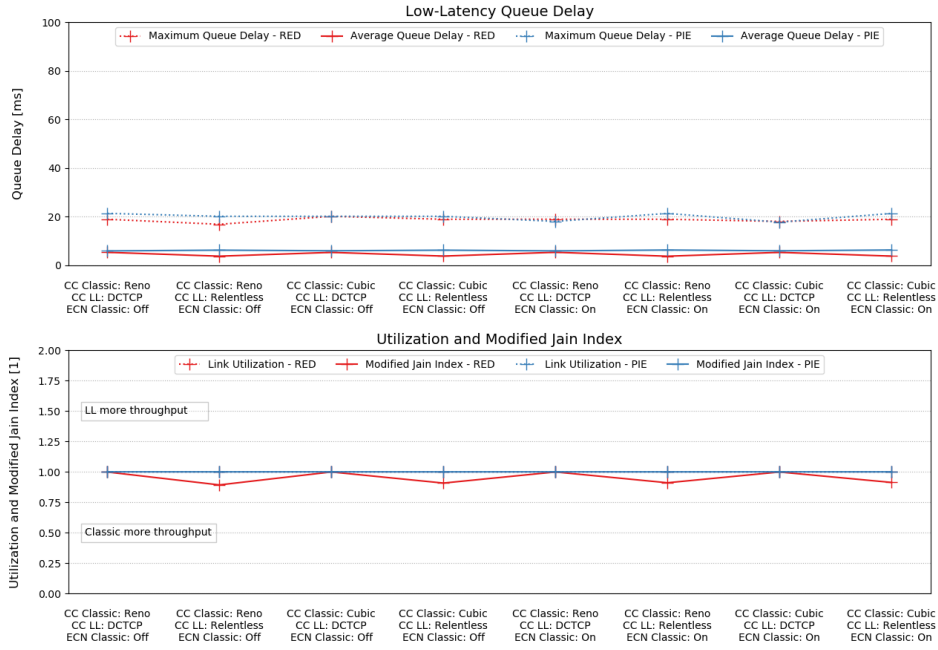 Low-Latency Queue Delay
100
80
60
40
20
0
Queue Delay [ms]
Maximum Queue Delay - RED
Average Queue Delay - RED
Maximum Queue Delay - PIE
Average Queue Delay - PIE
CC Classic: Reno
CC LL: DCTCP
ECN Classic: Off
CC Classic: Reno
CC LL: Relentless
ECN Classic: Off
CC Classic: Cubic
CC LL: DCTCP
ECN Classic: Off
CC Classic: Cubic
CC LL: Relentless
ECN Classic: Off
CC Classic: Reno
CC LL: DCTCP
ECN Classic: On
CC Classic: Reno
CC LL: Relentless
ECN Classic: On
CC Classic: Cubic
CC LL: DCTCP
ECN Classic: On
CC Classic: Cubic
CC LL: Relentless
ECN Classic: On
Utilization and Modified Jain Index
2.00
1.75
1.50
1.25
1.00
0.75
0.50
0.25
0.00
Utilization and Modified Jain Index [1]
Link Utilization - RED
Modified Jain Index - RED
Link Utilization - PIE
Modified Jain Index - PIE
LL more throughput
Classic more throughput
CC Classic: Reno
CC LL: DCTCP
ECN Classic: Off
CC Classic: Reno
CC LL: Relentless
ECN Classic: Off
CC Classic: Cubic
CC LL: DCTCP
ECN Classic: Off
CC Classic: Cubic
CC LL: Relentless
ECN Classic: Off
CC Classic: Reno
CC LL: DCTCP
ECN Classic: On
CC Classic: Reno
CC LL: Relentless
ECN Classic: On
CC Classic: Cubic
CC LL: DCTCP
ECN Classic: On
CC Classic: Cubic
CC LL: Relentless
ECN Classic: On